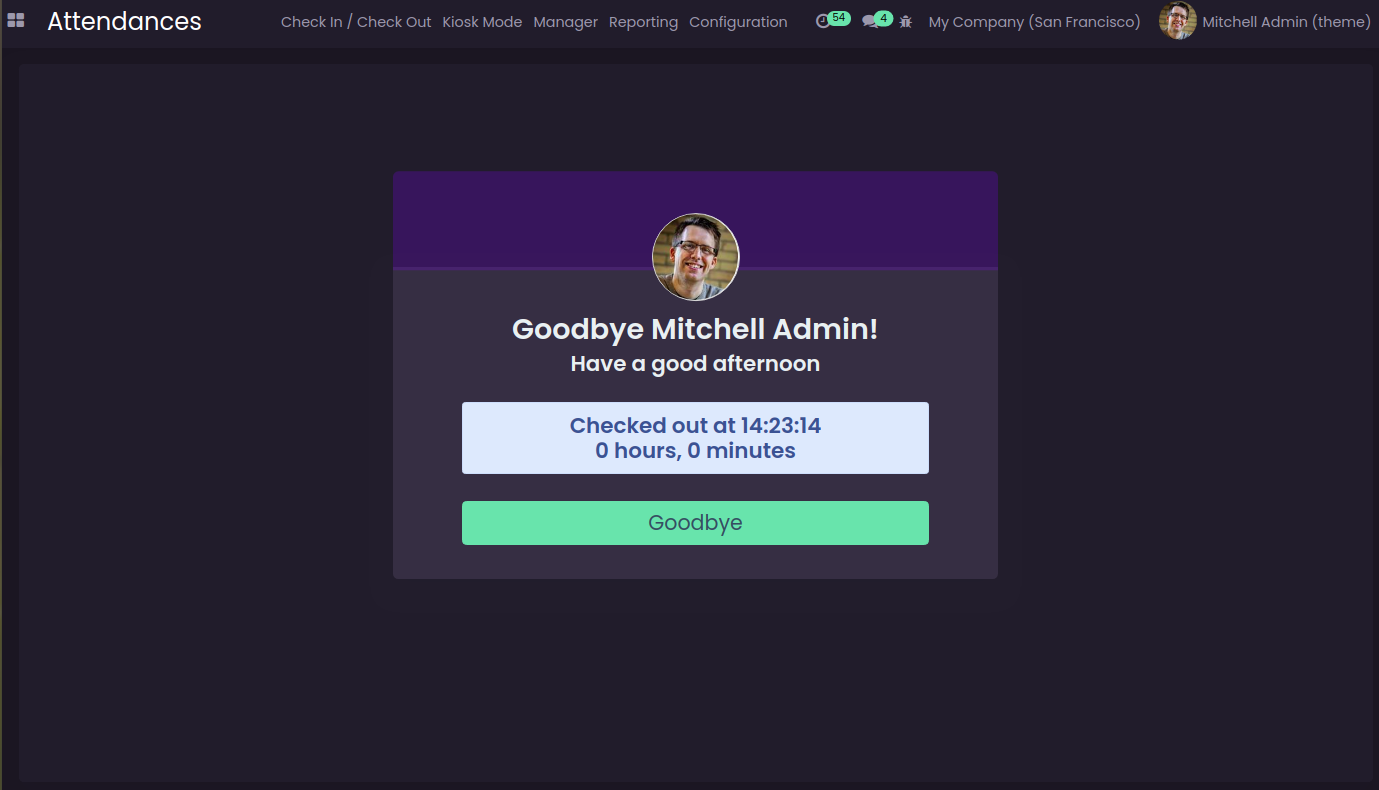 Attendances
Check In / Check Out Kiosk Mode Manager Reporting Configuration 54 4 My Company (San Francisco) Mitchell Admin (theme)
Goodbye Mitchell Admin!
Have a good afternoon
Checked out at 14:23:14
0 hours, 0 minutes
Goodbye